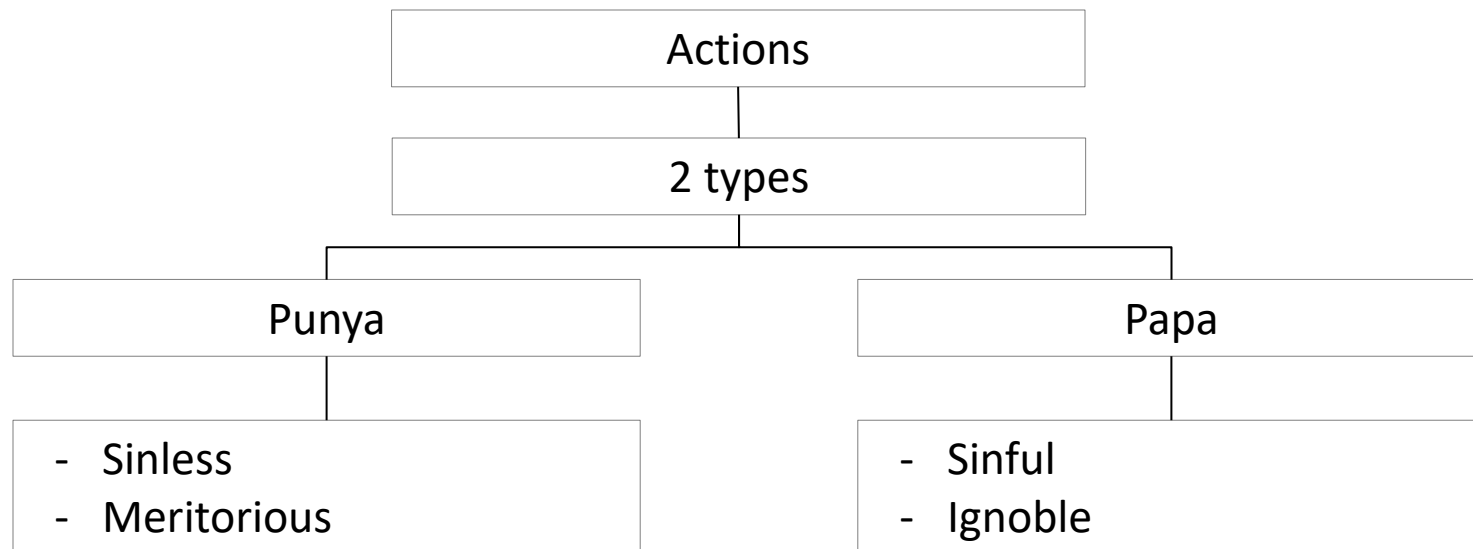 Actions
2 types
Punya
Papa
- Sinless
- Meritorious
- Sinful
- Ignoble